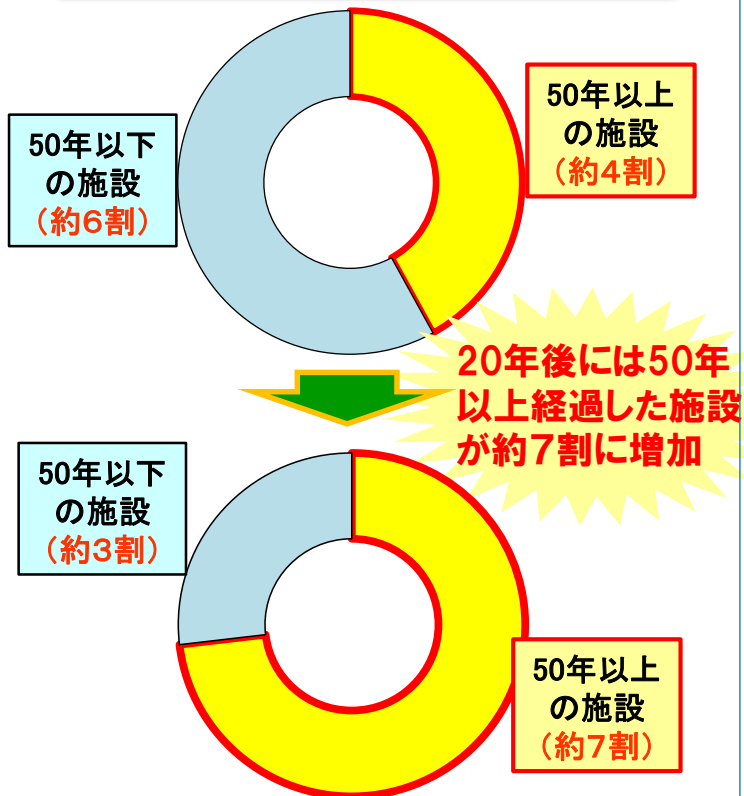 50年以上
の施設
（約4割）
50年以下
の施設
（約6割）
20年後には50年
以上経過した施設
が約7割に増加
50年以下
の施設
（約3割）
50年以上
の施設
（約7割）